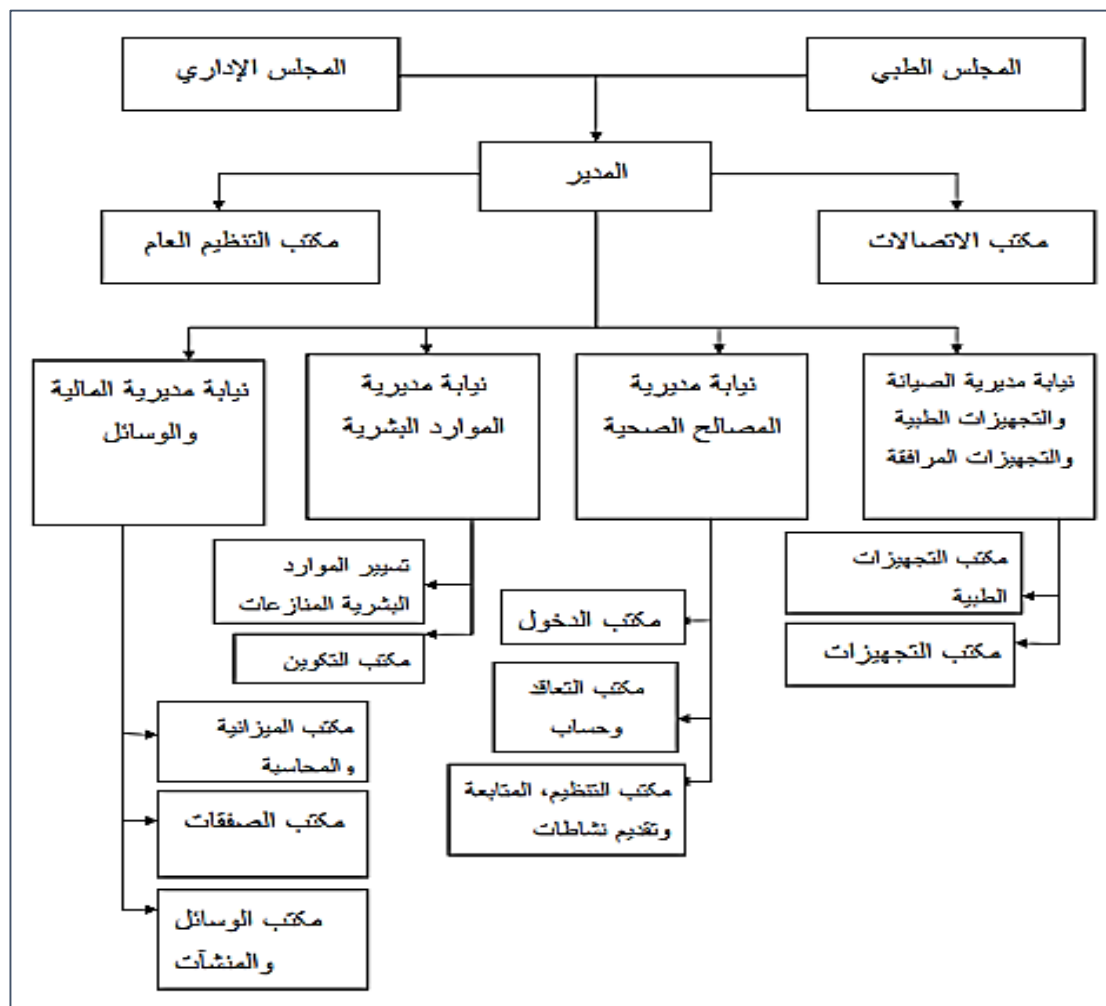 المجلس الطبي
المجلس الإداري
المدير
مكتب الاتصالات
مكتب التنظيم العام
نيابة مديرية الصيانة
والتجهيزات الطبية
والتجهيزات المرافقة
نيابة مديرية
المصالح الصحية
نيابة مديرية
الموارد البشرية
نيابة مديرية المالية
والوسائل
مكتب التجهيزات
الطبية
مكتب التجهيزات
مكتب الدخول
مكتب التعاقد
وحساب
مكتب التنظيم، المتابعة
وتقديم نشاطات
تسيير الموارد
البشرية المنازعات
مكتب التكوين
مكتب الميزانية
والمحاسبة
مكتب الصفقات
مكتب الوسائل
والمنشآت